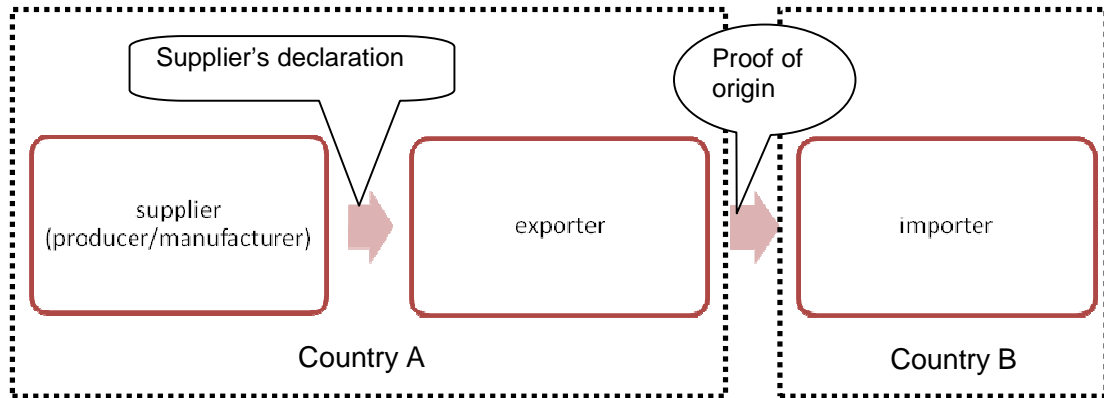 Supplier’s declaration
Proof of
origin
supplier
(producer/manufacturer)
exporter
importer
Country A
Country B